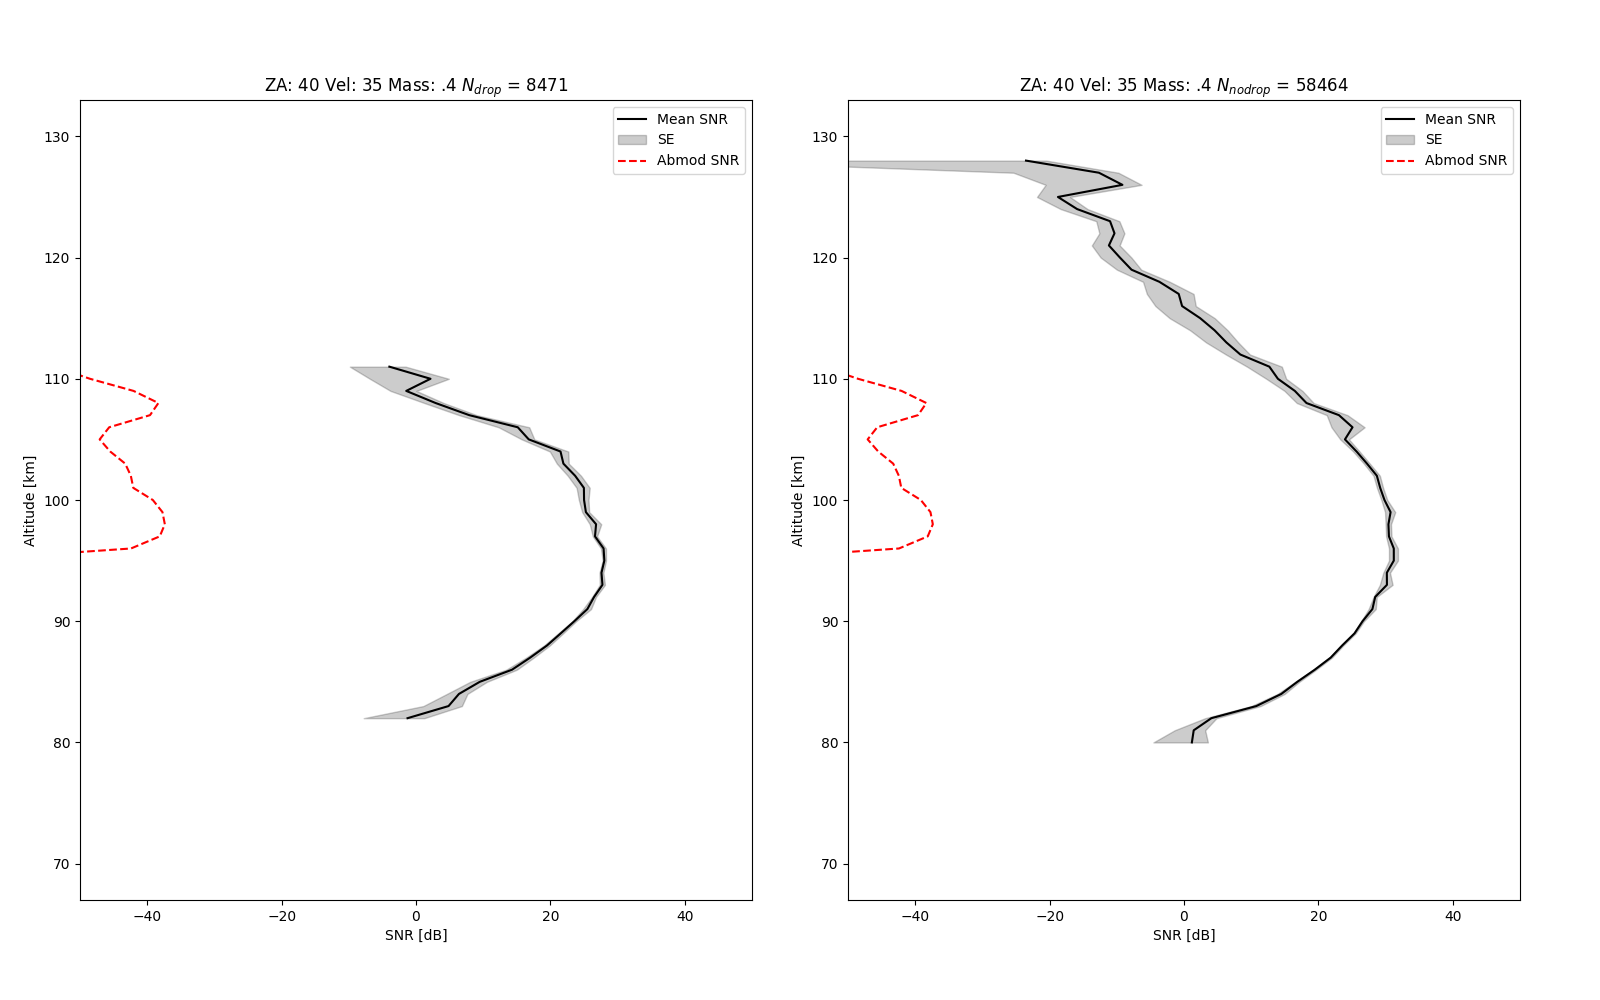 ZA: 40 Vel: 35 Mass: .4 N_drop = 8471
Mean SNR
SE
Abmod SNR
130
120
110
100
90
80
70
Altitude [km]
−40
−20
0
20
40
SNR [dB]
ZA: 40 Vel: 35 Mass: .4 N_nodrop = 58464
Mean SNR
SE
Abmod SNR
130
120
110
100
90
80
70
Altitude [km]
−40
−20
0
20
40
SNR [dB]